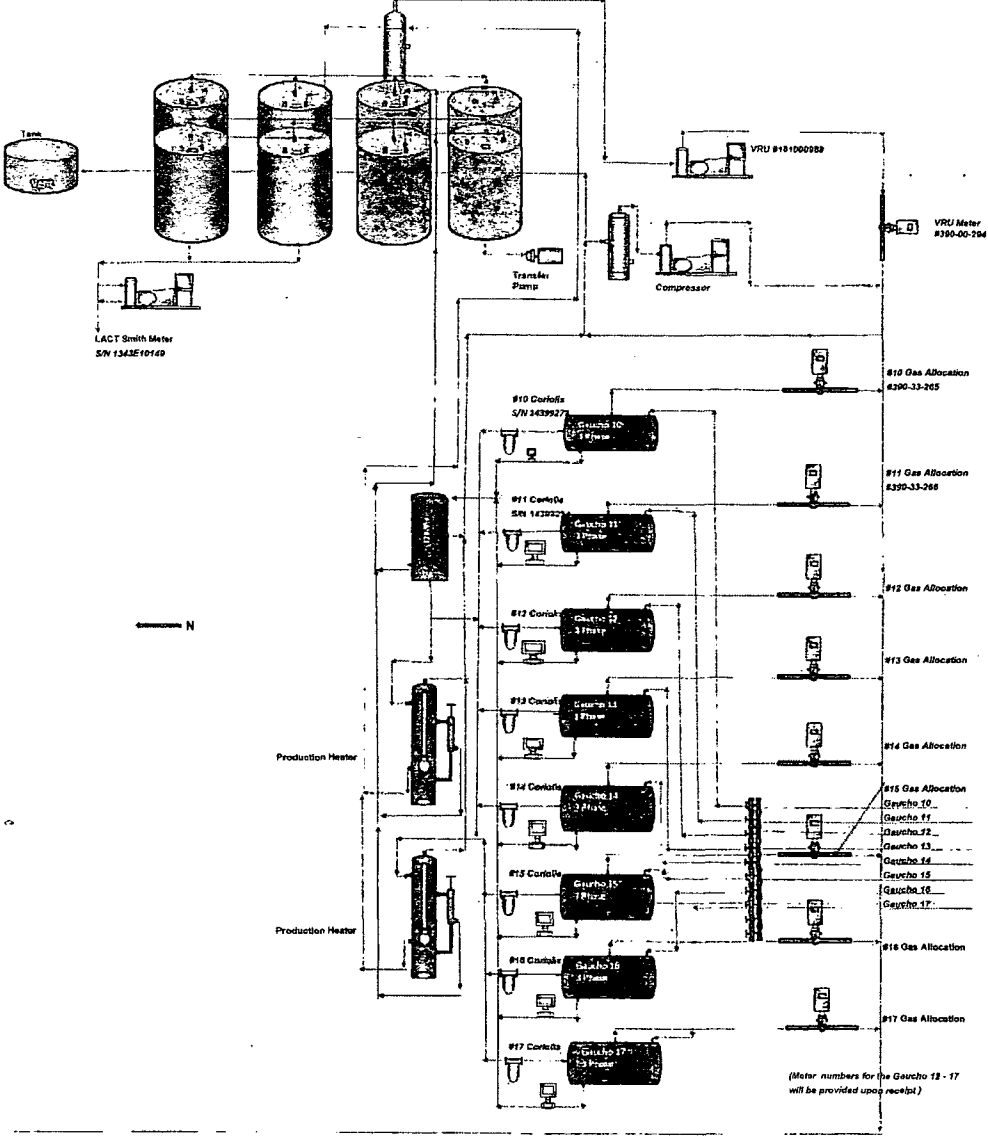 Tank
VRU #181000988
VRU Meter
#390-00-294
Transfer
Pump
Compressor
LACT Smith Meter
S/N 1343E10149
#10 Gas Allocation
#390-33-265
#10 Coriolis
Gaucho 10
3 Phase
#11 Gas Allocation
#390-33-266
#11 Coriolis
Gaucho 11
3 Phase
#12 Gas Allocation
#12 Coriolis
3 Phase
N
#13 Gas Allocation
#13 Coriolis
Gaucho 13
3 Phase
Production Heater
#14 Gas Allocation
#14 Coriolis
Gaucho 14
3 Phase
#15 Gas Allocation
Gaucho 10
Gaucho 11
Gaucho 12
Gaucho 13
Gaucho 14
Gaucho 15
Gaucho 16
Gaucho 17
#15 Coriolis
Gaucho 15
3 Phase
Production Heater
#16 Gas Allocation
#16 Coriolis
Gaucho 16
3 Phase
#17 Gas Allocation
#17 Coriolis
Gaucho 17
3 Phase
(Meter numbers for the Gaucho 12 - 17
will be provided upon receipt)